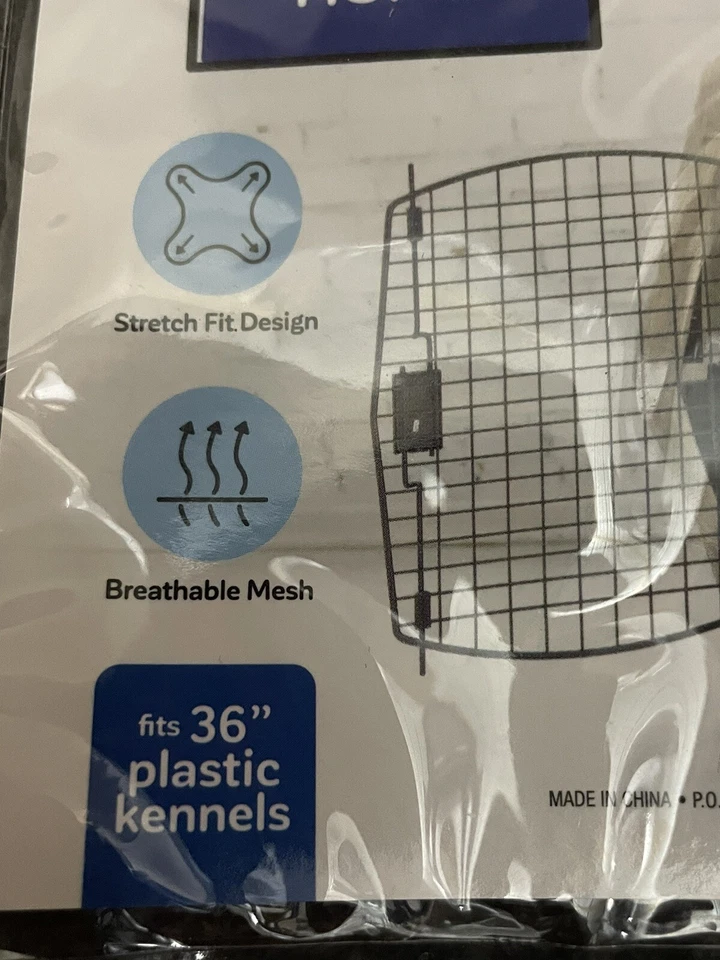 Stretch Fit Design
Breathable Mesh
fits 36”
plastic
kennels
MADE IN CHINA • P.O.